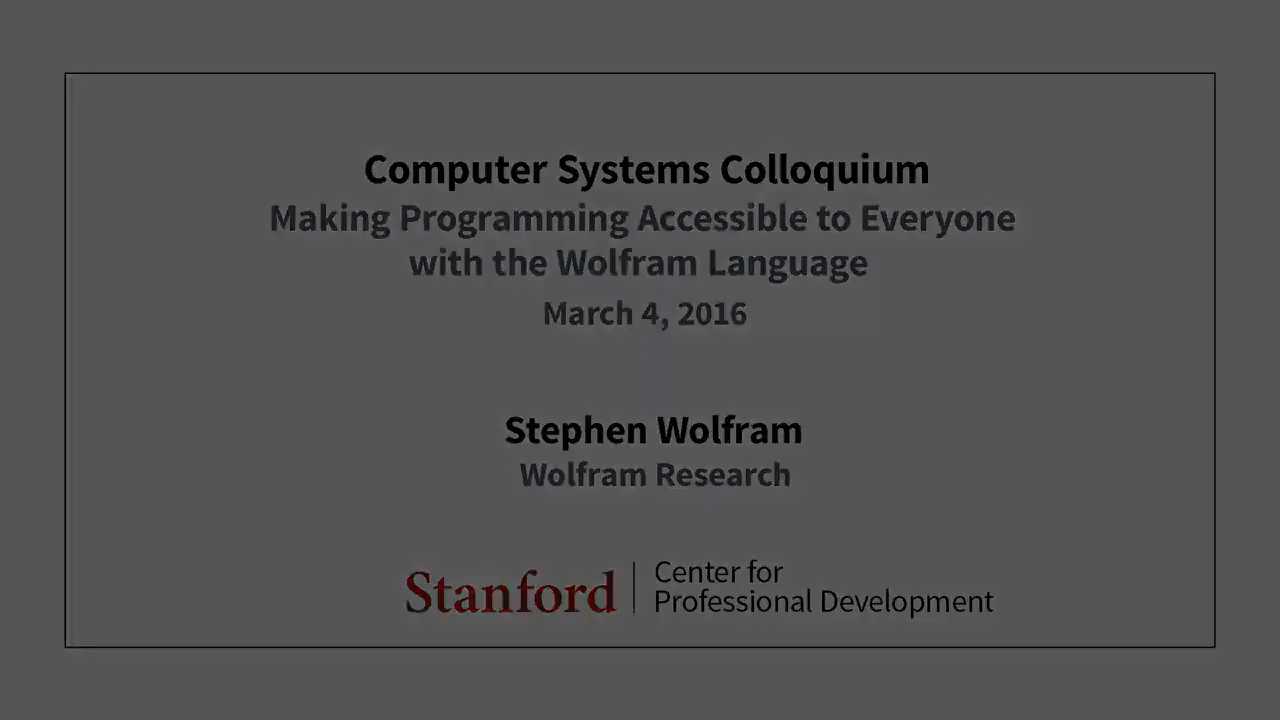 Computer Systems Colloquium
Making Programming Accessible to Everyone
with the Wolfram Language
March 4, 2016
Stephen Wolfram
Wolfram Research
Stanford
Center for
Professional Development